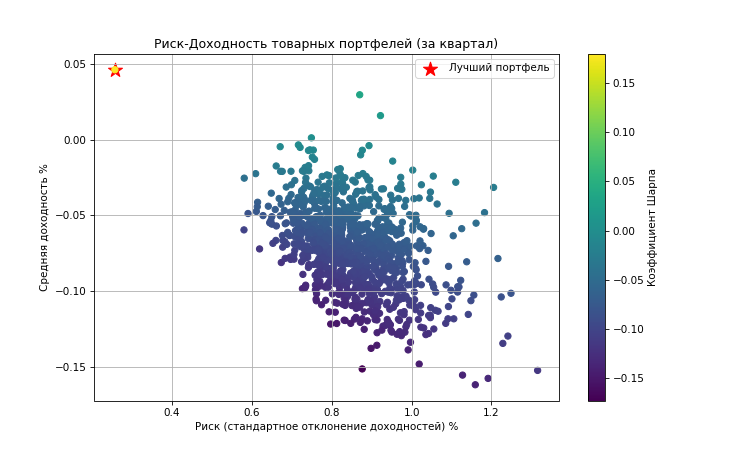 Риск-Доходность товарных портфелей (за квартал)
Лучший портфель
Средняя доходность %
0.05
0.00
−0.05
−0.10
−0.15
0.4 0.6 0.8 1.0 1.2
Риск (стандартное отклонение доходностей) %
0.15
0.10
0.05
0.00
−0.05
−0.10
−0.15
Коэффициент Шарпа